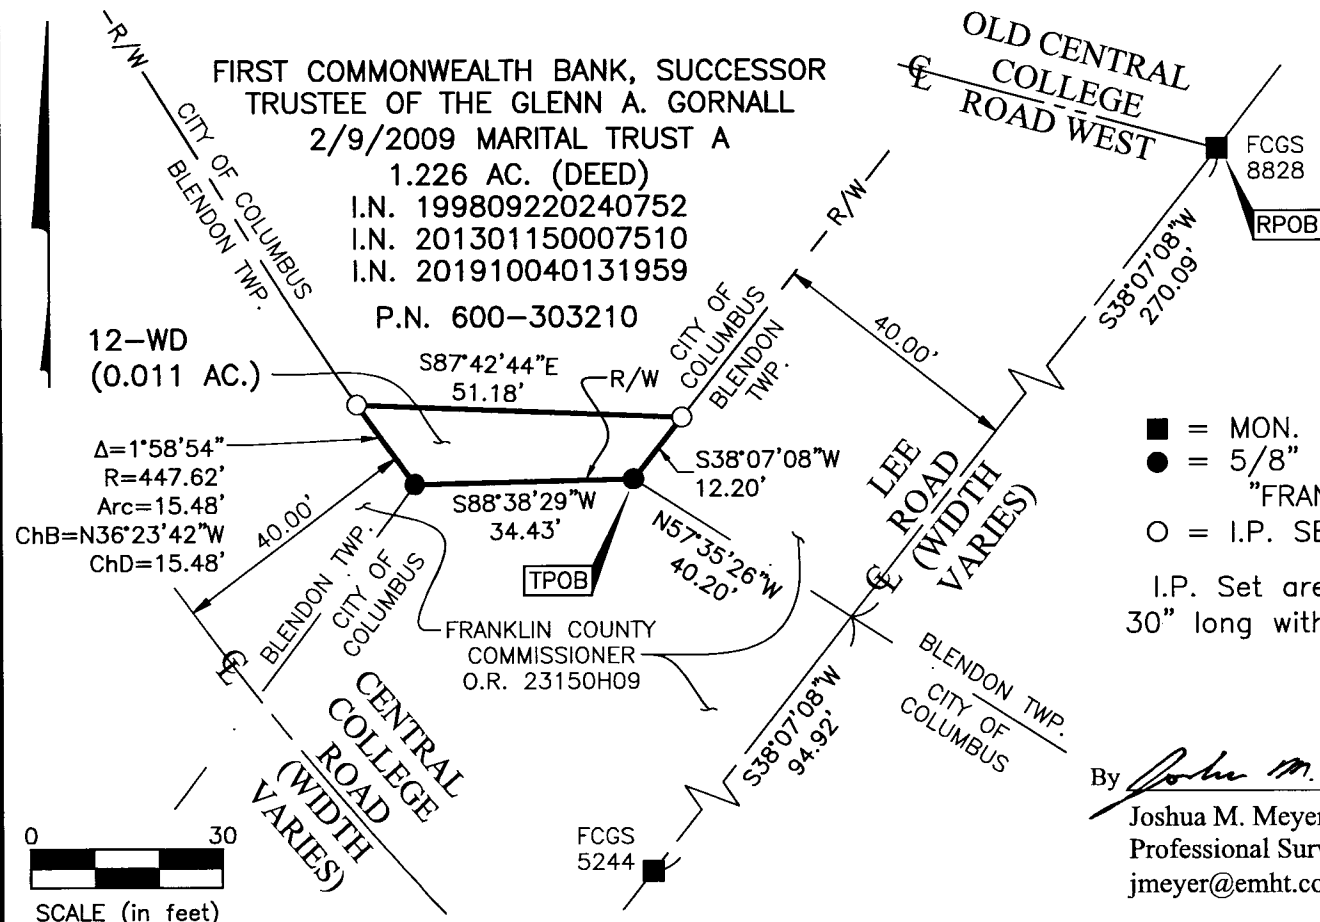 R/W
CITY OF COLUMBUS
BLENDON TWP.
FIRST COMMONWEALTH BANK, SUCCESSOR
TRUSTEE OF THE GLENN A. GORNALL
2/9/2009 MARITAL TRUST A
1.226 AC. (DEED)
I.N. 199809220240752
I.N. 201301150007510
I.N. 201910040131959
P.N. 600-303210
OLD CENTRAL
COLLEGE
ROAD WEST
℄
FCGS
8828
RPOB
S38°07'08"W
270.09'
R/W
CITY OF
COLUMBUS
BLENDON
TWP.
40.00'
12-WD
(0.011 AC.)
S87°42'44"E
51.18'
R/W
Δ=1°58'54"
R=447.62'
Arc=15.48'
ChB=N36°23'42"W
ChD=15.48'
40.00'
S88°38'29"W
34.43'
S38°07'08"W
12.20'
TPOB
N57°35'26"W
40.20'
LEE
ROAD
(WIDTH
VARIES)
℄
■ = MON.
● = 5/8"
"FRAN
○ = I.P. SE
I.P. Set are
30" long with
BLENDON TWP.
CITY OF
COLUMBUS
FRANKLIN COUNTY
COMMISSIONER
O.R. 23150H09
℄
CENTRAL
COLLEGE
ROAD
(WIDTH
VARIES)
BLENDON TWP.
CITY OF
COLUMBUS
S38°07'08"W
94.92'
FCGS
5244
0 30
SCALE (in feet)
By
Joshua M. Meyer
Professional Surv
jmeyer@emht.co